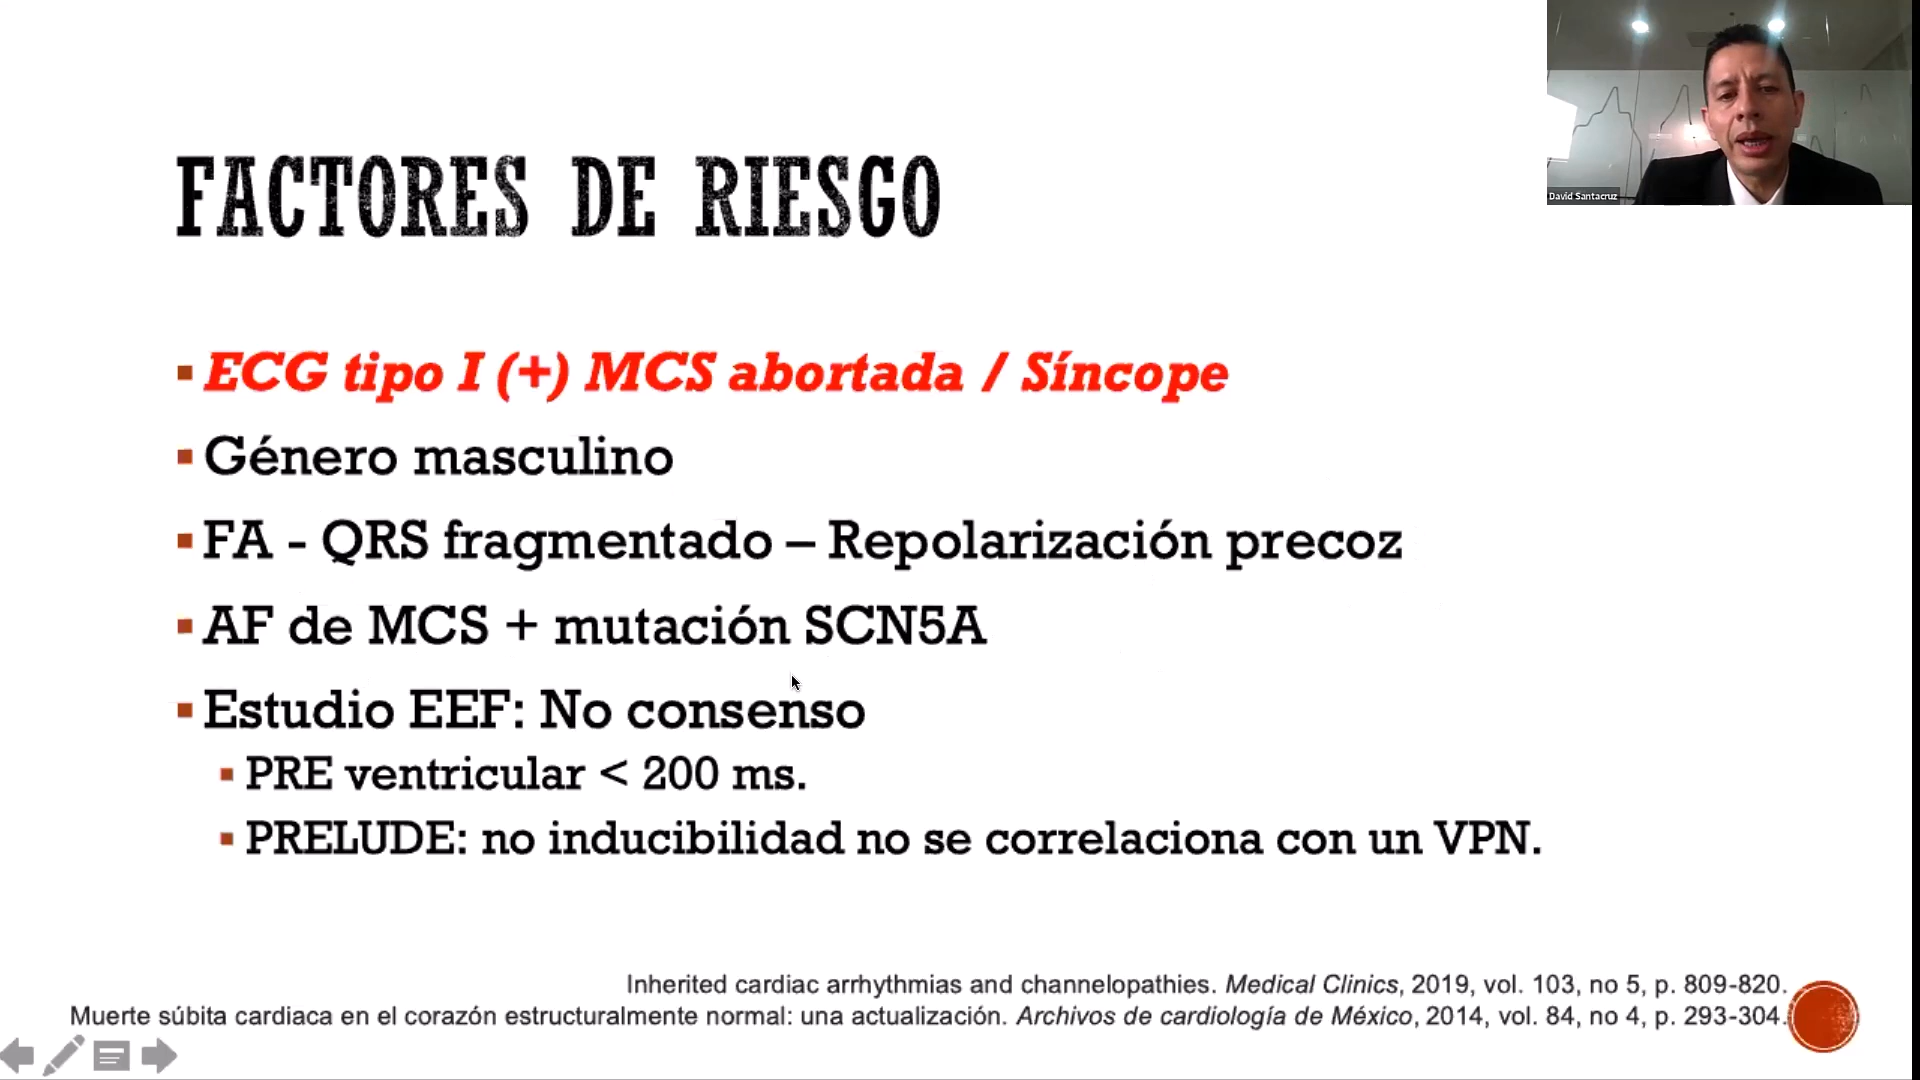 David Santacruz
FACTORES DE RIESGO
ECG tipo I (+) MCS abortada / Síncope
Género masculino
FA - QRS fragmentado – Repolarización precoz
AF de MCS + mutación SCN5A
Estudio EEF: No consenso
PRE ventricular < 200 ms.
PRELUDE: no inducibilidad no se correlaciona con un VPN.
Inherited cardiac arrhythmias and channelopathies. Medical Clinics, 2019, vol. 103, no 5, p. 809-820.
Muerte súbita cardiaca en el corazón estructuralmente normal: una actualización. Archivos de cardiología de México, 2014, vol. 84, no 4, p. 293-304.